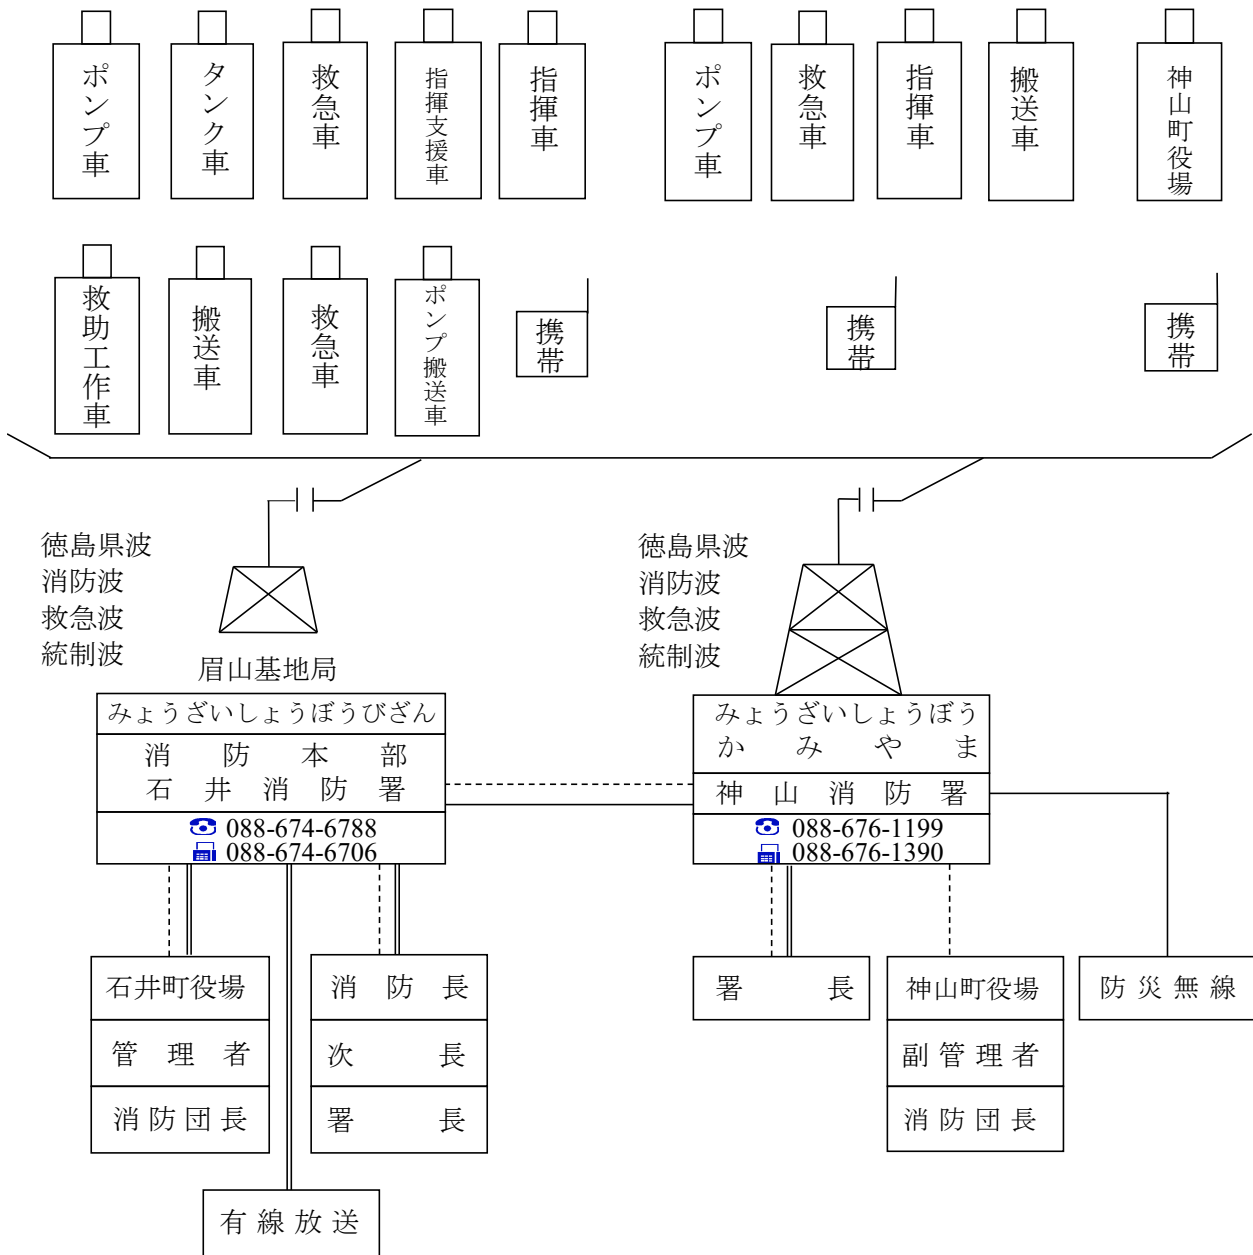 ポンプ車
タンク車
救急車
指揮支援車
指揮車
ポンプ車
救急車
指揮車
搬送車
神山町役場
救助工作車
搬送車
救急車
ポンプ搬送車
携帯
携帯
携帯
徳島県波
消防波
救急波
統制波
眉山基地局
徳島県波
消防波
救急波
統制波
みょうざいしょうぼうびざん
消防本部
石井消防署
088-674-6788
088-674-6706
みょうざいしょうぼう
かみやま
神山消防署
088-676-1199
088-676-1390
石井町役場
管理者
消防団長
消防長
次長
署長
署長
神山町役場
副管理者
消防団長
防災無線
有線放送